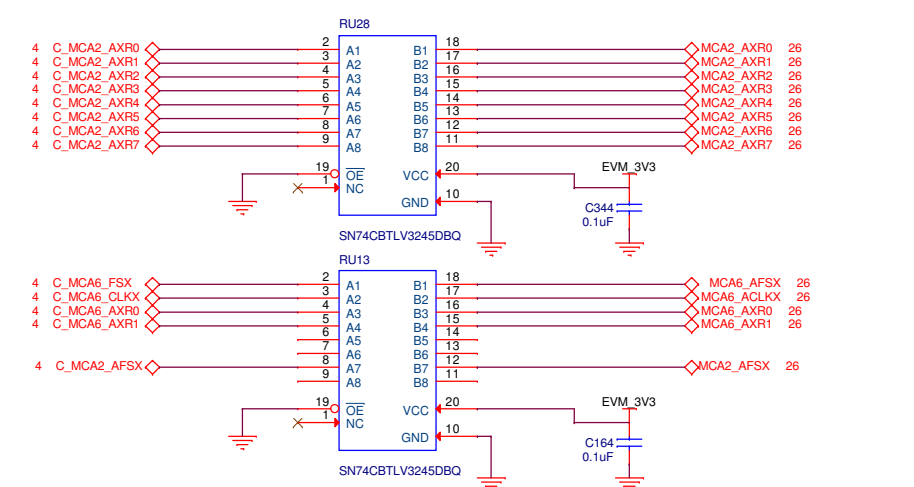 RU28
4 C_MCA2_AXR0 2 A1 B1 18 MCA2_AXR0 26
4 C_MCA2_AXR1 3 A2 B2 17 MCA2_AXR1 26
4 C_MCA2_AXR2 4 A3 B3 16 MCA2_AXR2 26
4 C_MCA2_AXR3 5 A4 B4 15 MCA2_AXR3 26
4 C_MCA2_AXR4 6 A5 B5 14 MCA2_AXR4 26
4 C_MCA2_AXR5 7 A6 B6 13 MCA2_AXR5 26
4 C_MCA2_AXR6 8 A7 B7 12 MCA2_AXR6 26
4 C_MCA2_AXR7 9 A8 B8 11 MCA2_AXR7 26
19 OE VCC 20 EVM_3V3
1 NC
GND 10 C344
0.1uF
SN74CBTLV3245DBQ
RU13
4 C_MCA6_FSX 2 A1 B1 18 MCA6_AFSX 26
4 C_MCA6_CLKX 3 A2 B2 17 MCA6_ACLKX 26
4 C_MCA6_AXR0 4 A3 B3 16 MCA6_AXR0 26
4 C_MCA6_AXR1 5 A4 B4 15 MCA6_AXR1 26
6 A5 B5 14
7 A6 B6 13
4 C_MCA2_AFSX 8 A7 B7 12 MCA2_AFSX 26
9 A8 B8 11
19 OE VCC 20 EVM_3V3
1 NC
GND 10 C164
0.1uF
SN74CBTLV3245DBQ